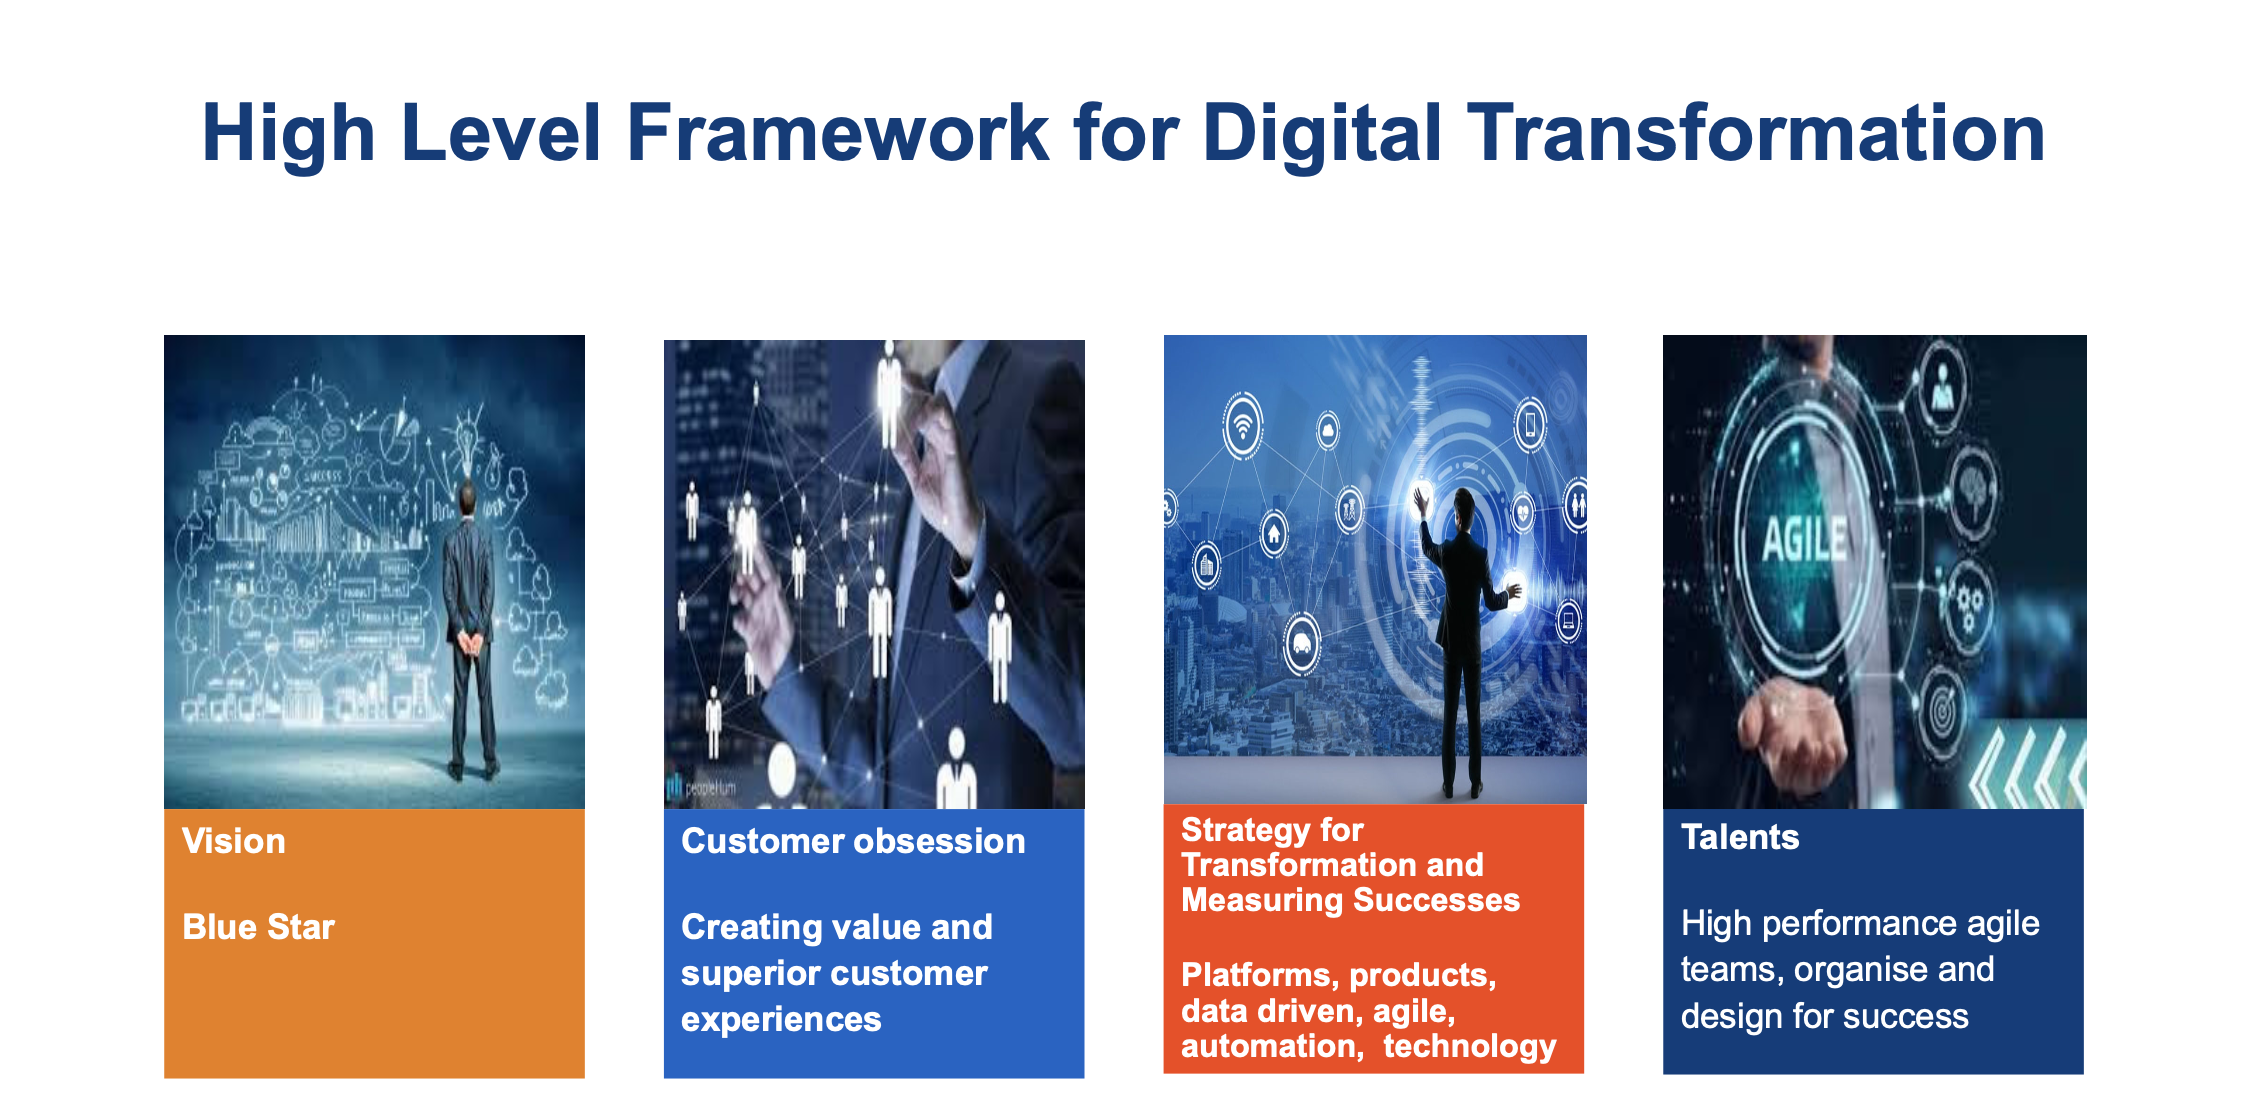 High Level Framework for Digital Transformation
SUCCESS
PRODUCT
peopleHum
AGILE
Vision
Blue Star
Customer obsession
Creating value and
superior customer
experiences
Strategy for
Transformation and
Measuring Successes
Platforms, products,
data driven, agile,
automation,  technology
Talents
High performance agile
teams, organise and
design for success